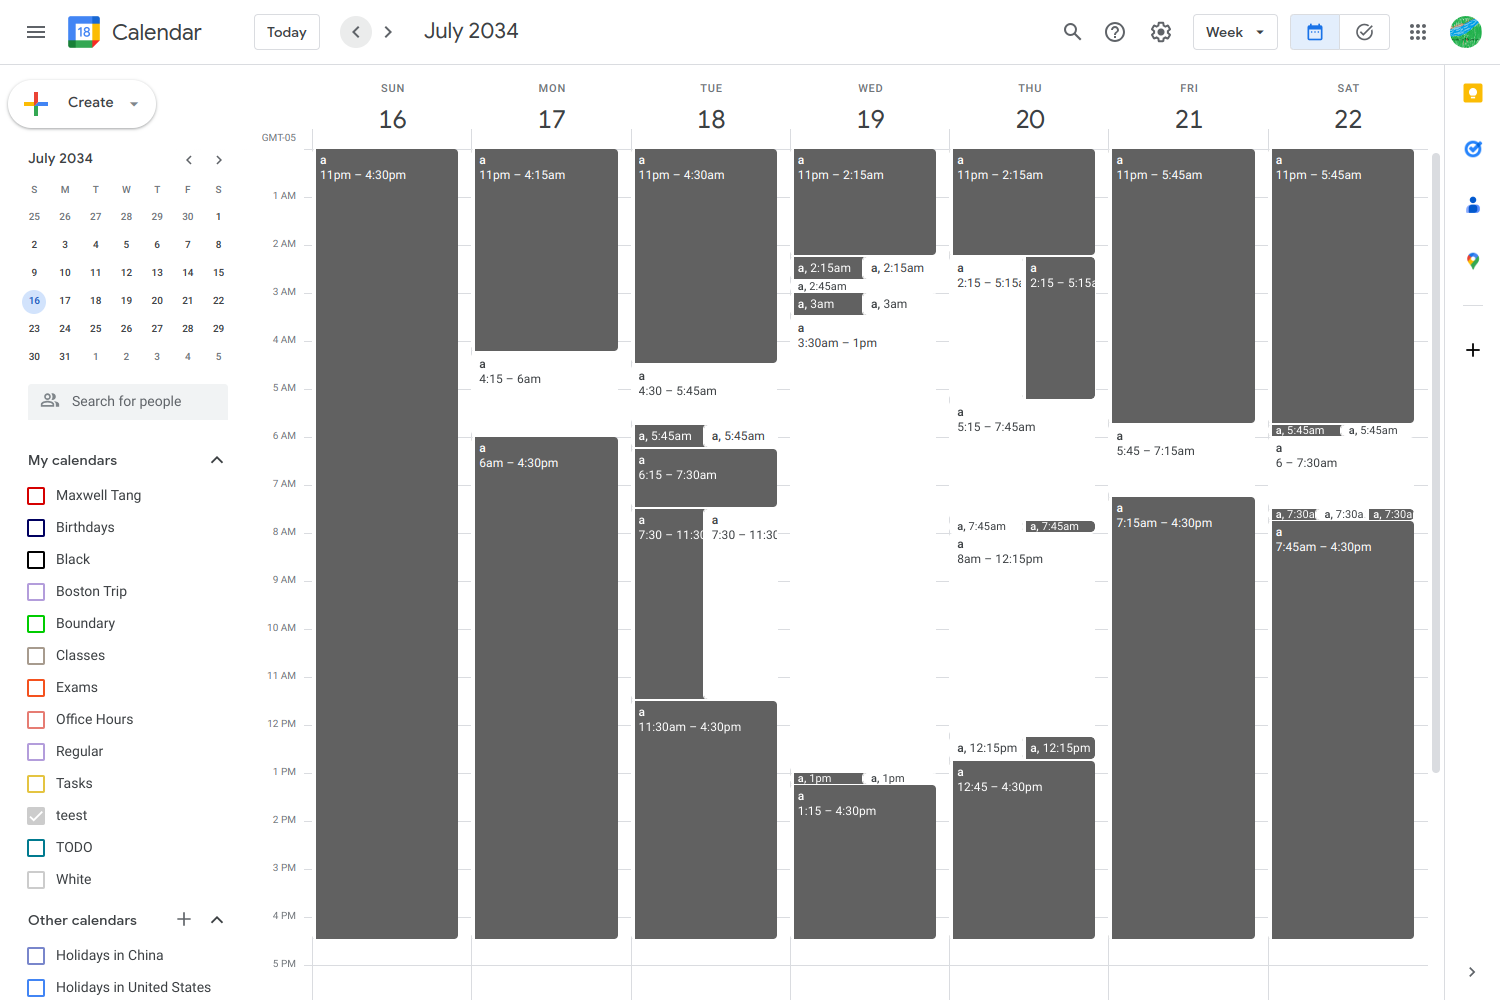 18 Calendar Today July 2034 Week
Create
July 2034
S M T W T F S
25 26 27 28 29 30 1
2 3 4 5 6 7 8
9 10 11 12 13 14 15
16 17 18 19 20 21 22
23 24 25 26 27 28 29
30 31 1 2 3 4 5
Search for people
My calendars
Maxwell Tang
Birthdays
Black
Boston Trip
Boundary
Classes
Exams
Office Hours
Regular
Tasks
teest
TODO
White
Other calendars
Holidays in China
Holidays in United States
SUN MON TUE WED THU FRI SAT
16 17 18 19 20 21 22
GMT-05
1 AM
2 AM
3 AM
4 AM
5 AM
6 AM
7 AM
8 AM
9 AM
10 AM
11 AM
12 PM
1 PM
2 PM
3 PM
4 PM
5 PM
a
11pm – 4:30pm
a
11pm – 4:15am
a
4:15 – 6am
a
6am – 4:30pm
a
11pm – 4:30am
a
4:30 – 5:45am
a, 5:45am
a, 5:45am
a
6:15 – 7:30am
a
7:30 – 11:30
a
7:30 – 11:30
a
11:30am – 4:30pm
a
11pm – 2:15am
a, 2:15am
a, 2:15am
a, 2:45am
a, 3am
a, 3am
a
3:30am – 1pm
a, 1pm
a, 1pm
a
1:15 – 4:30pm
a
11pm – 2:15am
a
2:15 – 5:15a
a
2:15 – 5:15a
a
5:15 – 7:45am
a, 7:45am
a, 7:45am
a
8am – 12:15pm
a, 12:15pm
a, 12:15pm
a
12:45 – 4:30pm
a
11pm – 5:45am
a
5:45 – 7:15am
a
7:15am – 4:30pm
a
11pm – 5:45am
a, 5:45am
a, 5:45am
a
6 – 7:30am
a, 7:30a
a, 7:30a
a, 7:30a
a
7:45am – 4:30pm